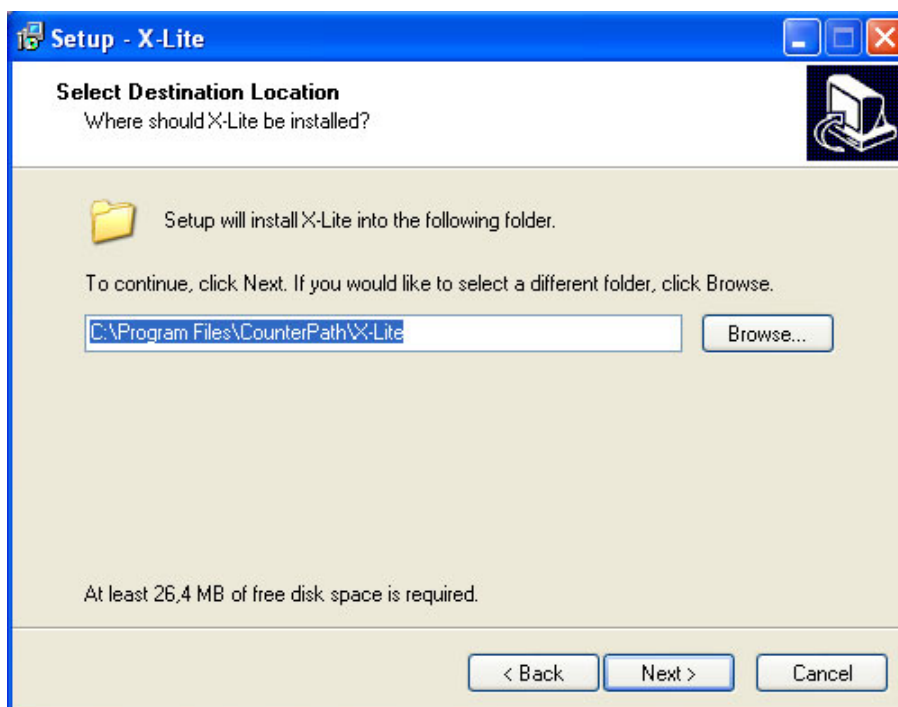 Setup - X-Lite
Select Destination Location
Where should X-Lite be installed?
Setup will install X-Lite into the following folder.
To continue, click Next. If you would like to select a different folder, click Browse.
C:\Program Files\CounterPath\X-Lite
Browse...
At least 26,4 MB of free disk space is required.
< Back
Next >
Cancel